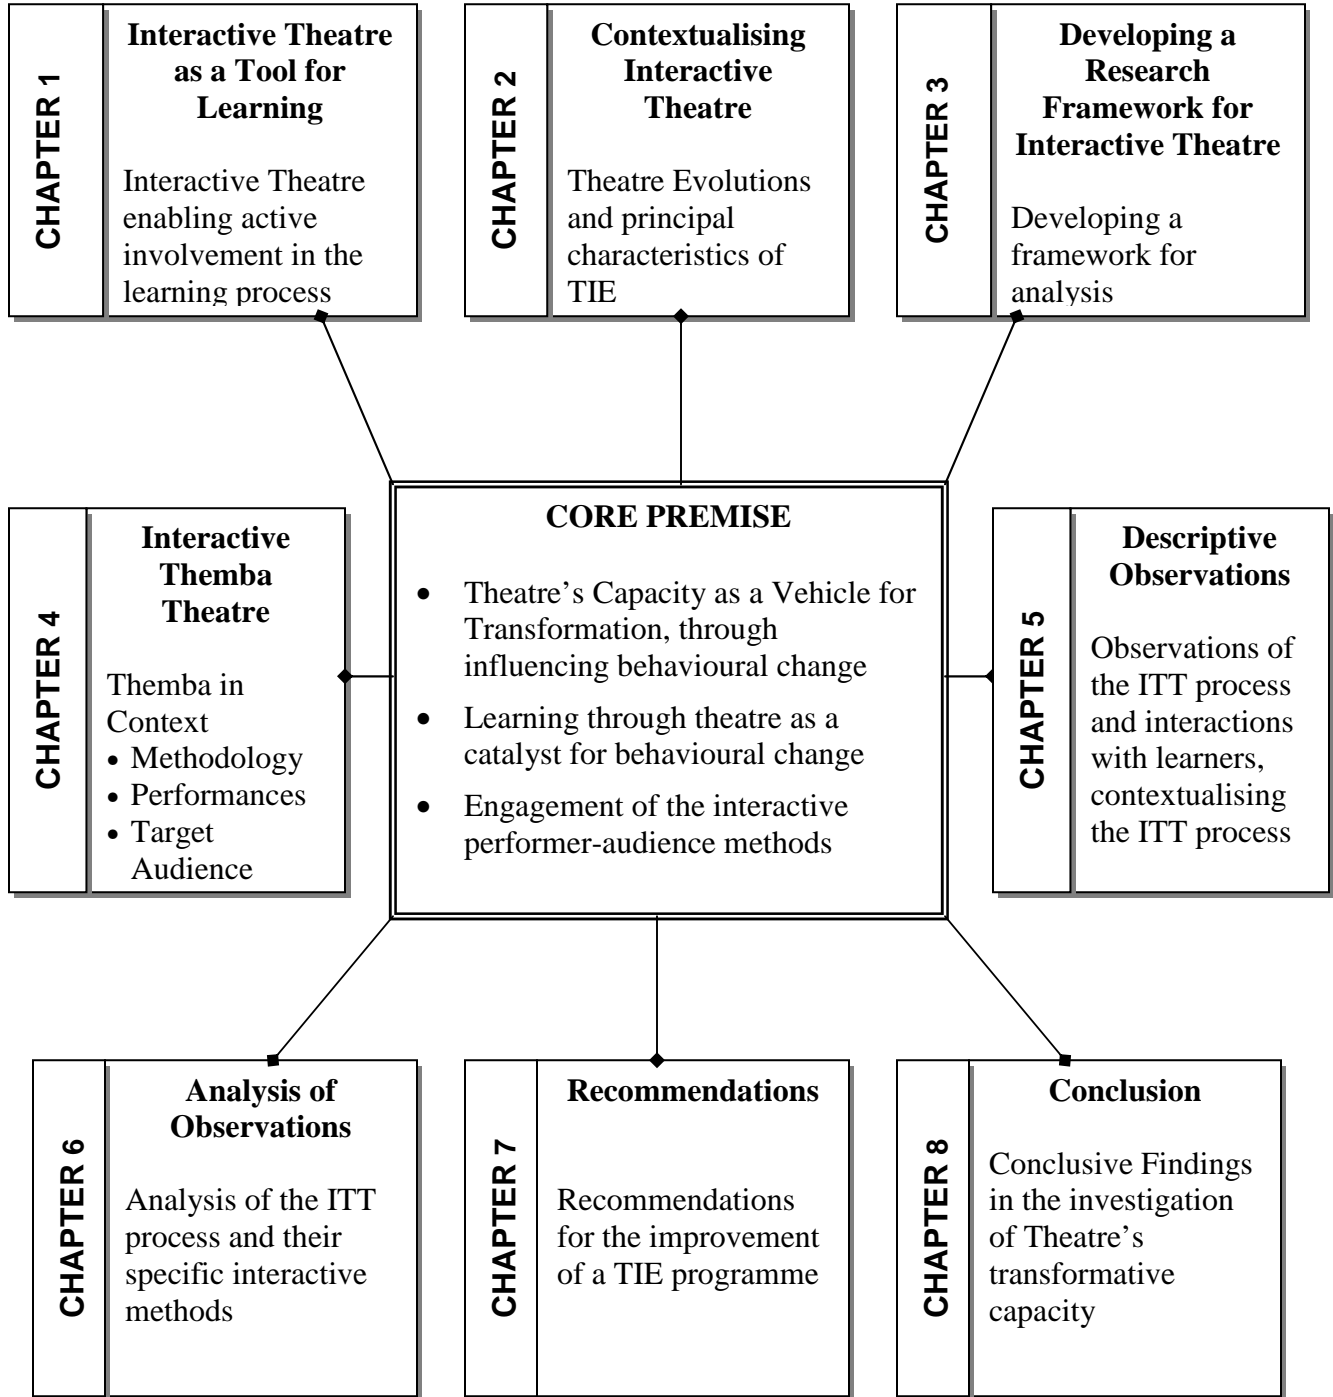 CHAPTER 1
Interactive Theatre
as a Tool for
Learning
Interactive Theatre
enabling active
involvement in the
learning process
CHAPTER 2
Contextualising
Interactive
Theatre
Theatre Evolutions
and principal
characteristics of
TIE
CHAPTER 3
Developing a
Research
Framework for
Interactive Theatre
Developing a
framework for
analysis
CHAPTER 4
Interactive
Themba
Theatre
Themba in
Context
• Methodology
• Performances
• Target
Audience
CORE PREMISE
• Theatre’s Capacity as a Vehicle for
Transformation, through
influencing behavioural change
• Learning through theatre as a
catalyst for behavioural change
• Engagement of the interactive
performer-audience methods
CHAPTER 5
Descriptive
Observations
Observations of
the ITT process
and interactions
with learners,
contextualising
the ITT process
CHAPTER 6
Analysis of
Observations
Analysis of the ITT
process and their
specific interactive
methods
CHAPTER 7
Recommendations
Recommendations
for the improvement
of a TIE programme
CHAPTER 8
Conclusion
Conclusive Findings
in the investigation
of Theatre’s
transformative
capacity